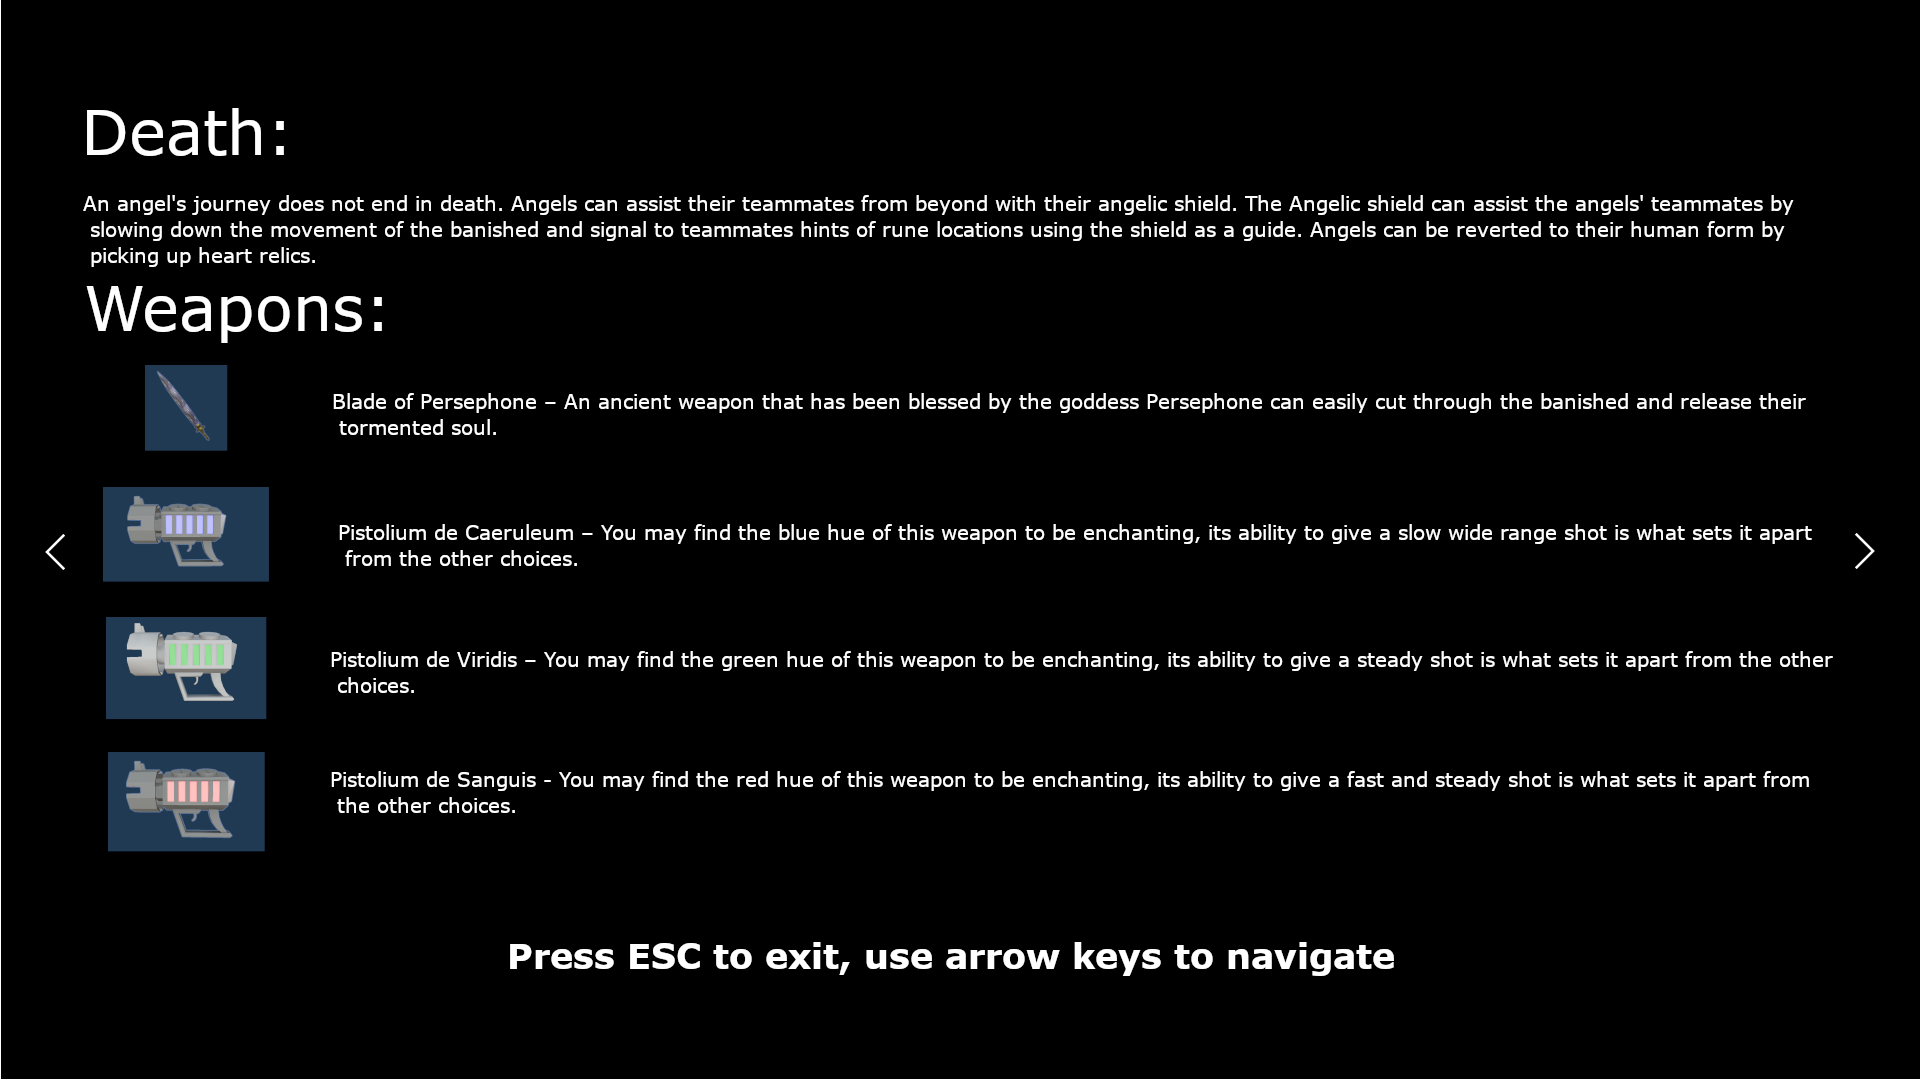 Death:
An angel's journey does not end in death. Angels can assist their teammates from beyond with their angelic shield. The Angelic shield can assist the angels' teammates by
slowing down the movement of the banished and signal to teammates hints of rune locations using the shield as a guide. Angels can be reverted to their human form by
picking up heart relics.
Weapons:
Blade of Persephone – An ancient weapon that has been blessed by the goddess Persephone can easily cut through the banished and release their
tormented soul.
Pistolium de Caeruleum – You may find the blue hue of this weapon to be enchanting, its ability to give a slow wide range shot is what sets it apart
from the other choices.
Pistolium de Viridis – You may find the green hue of this weapon to be enchanting, its ability to give a steady shot is what sets it apart from the other
choices.
Pistolium de Sanguis - You may find the red hue of this weapon to be enchanting, its ability to give a fast and steady shot is what sets it apart from
the other choices.
Press ESC to exit, use arrow keys to navigate